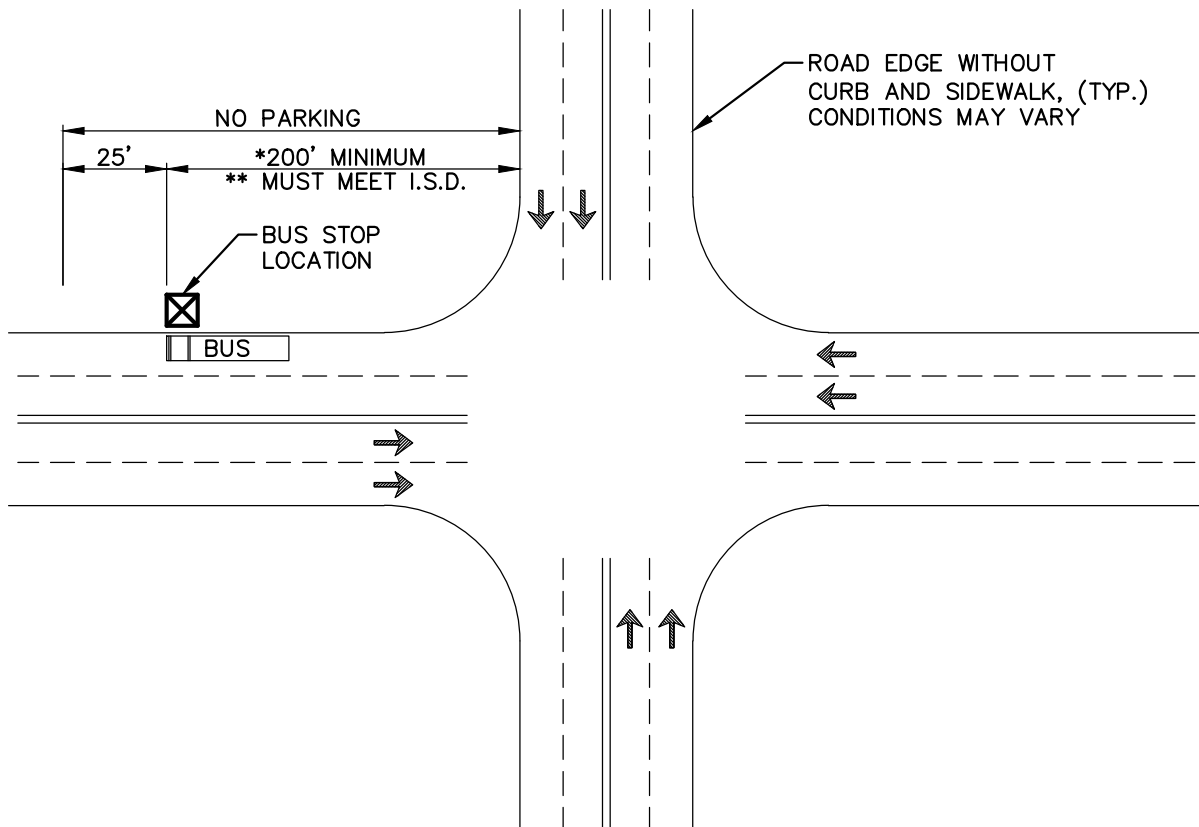 ROAD EDGE WITHOUT
CURB AND SIDEWALK, (TYP.)
CONDITIONS MAY VARY
NO PARKING
25'
*200' MINIMUM
** MUST MEET I.S.D.
BUS STOP
LOCATION
BUS